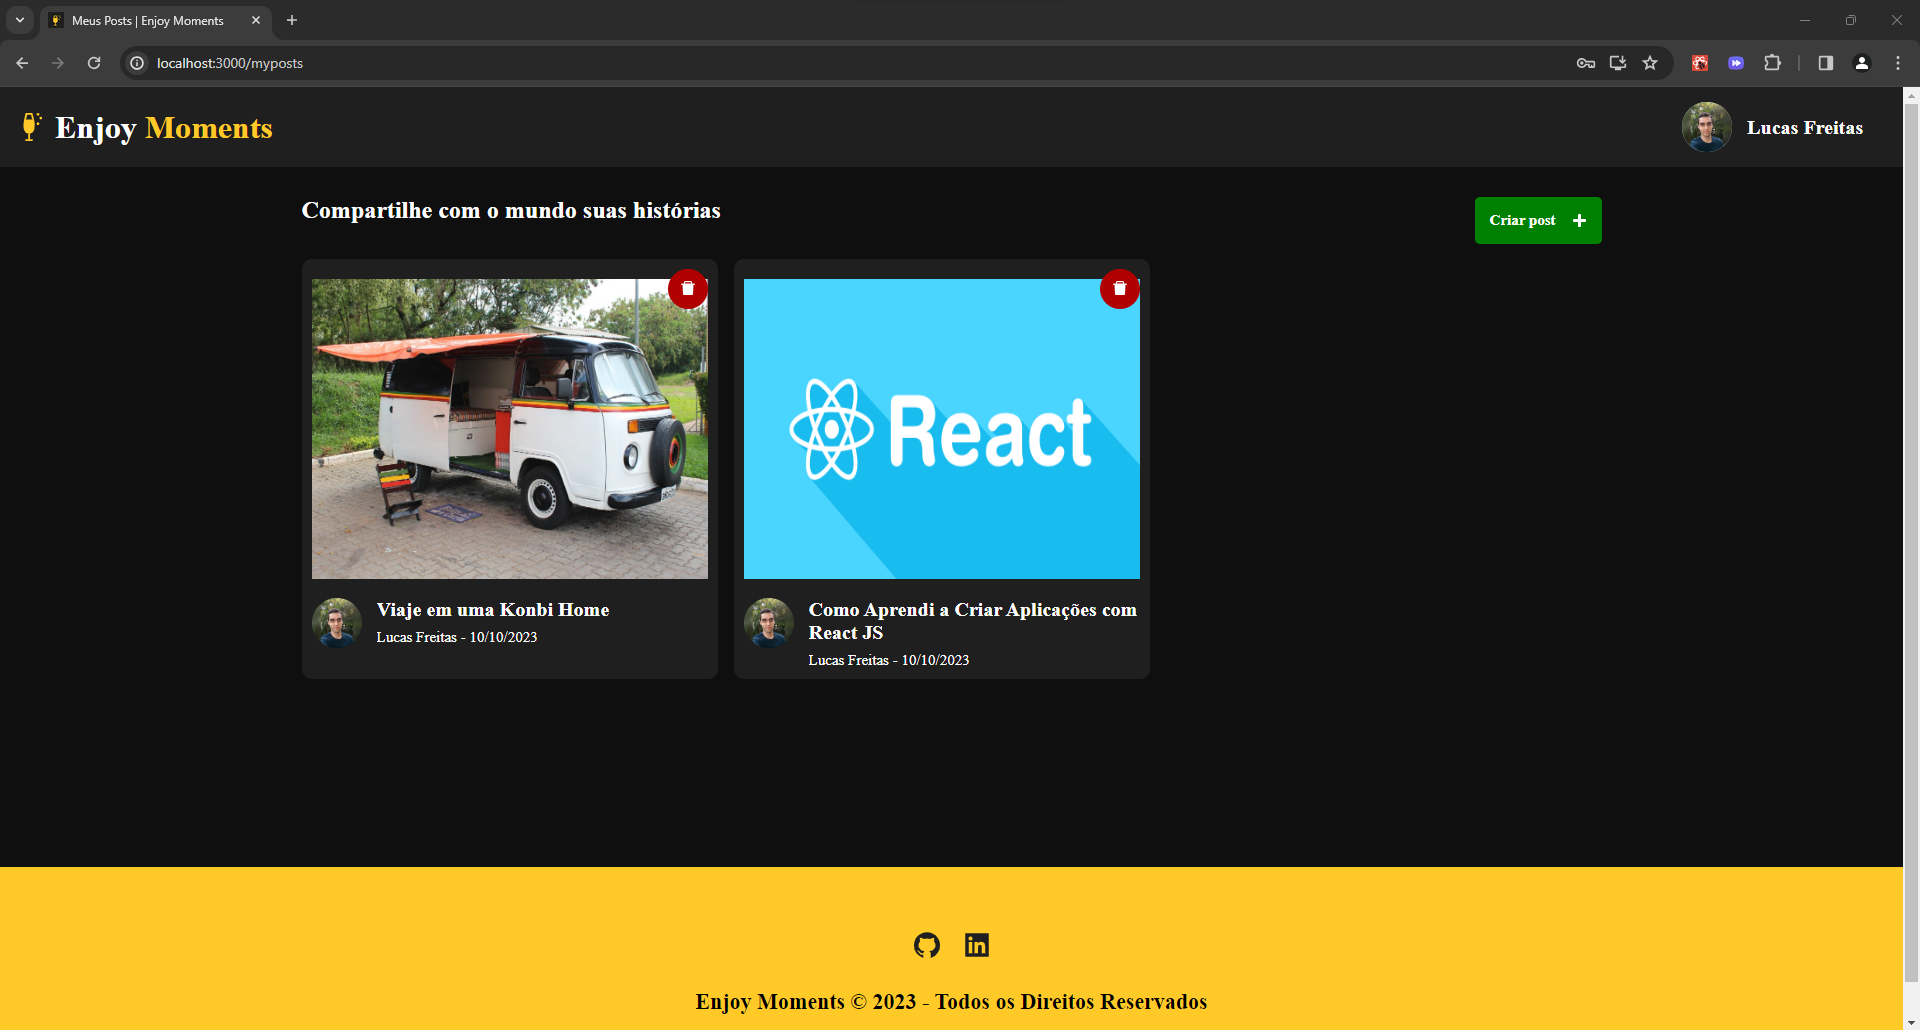 Meus Posts | Enjoy Moments
localhost:3000/myposts
Enjoy Moments
Lucas Freitas
Compartilhe com o mundo suas histórias
Criar post
React
Viaje em uma Konbi Home
Lucas Freitas - 10/10/2023
Como Aprendi a Criar Aplicações com
React JS
Lucas Freitas - 10/10/2023
in
Enjoy Moments © 2023 - Todos os Direitos Reservados